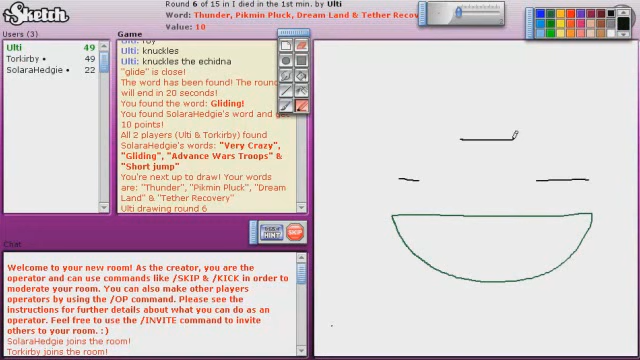 iSketch
Round 6 of 15 in I died in the 1st min. by Ulti
Word: Thunder, Pikmin Pluck, Dream Land & Tether Recovery
Value: 10
Users (3)
Ulti 49
Torkirby • 49
SolaraHedgie • 22
Game
Ulti: knuckles
Ulti: knuckles the echidna
"glide" is close!
The word has been found! The round
will end in 20 seconds!
You found the word: Gliding!
You found SolaraHedgie's word and get
10 points!
All 2 players (Ulti & Torkirby) found
SolaraHedgie's words: "Very Crazy",
"Gliding", "Advance Wars Troops" &
"Short jump"
You're next up to draw! Your words
are: "Thunder", "Pikmin Pluck", "Dream
Land" & "Tether Recovery"
Ulti drawing round 6
HINT
SKIP
Chat
Welcome to your new room! As the creator, you are the
operator and can use commands like /SKIP & /KICK in order to
moderate your room. You can also make other players
operators by using the /OP command. Please see the
instructions for further details about what you can do as an
operator. Feel free to use the /INVITE command to invite
others to your room. :)
SolaraHedgie joins the room!
Torkirby joins the room!